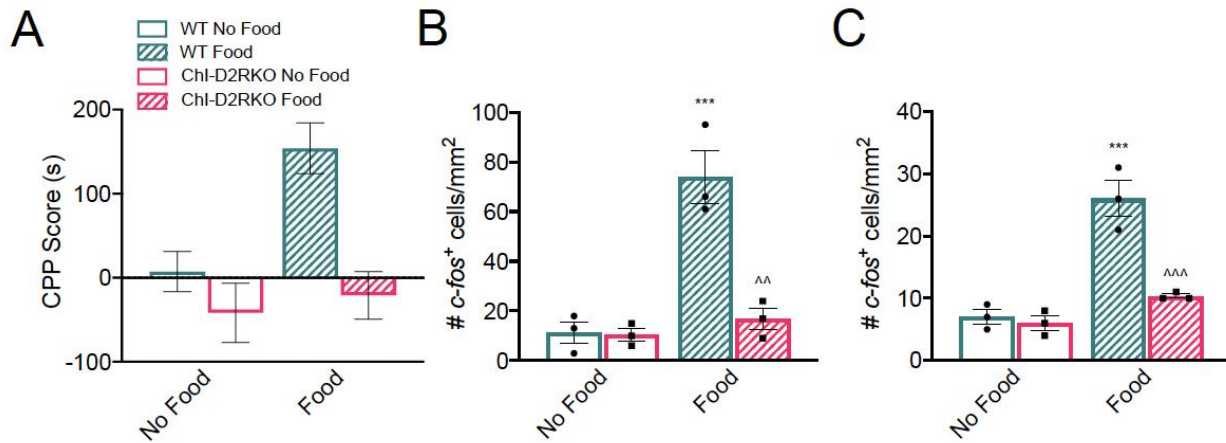 A
WT No Food
WT Food
ChI-D2RKO No Food
ChI-D2RKO Food
CPP Score (s)
200
100
0
-100
No Food
Food
B
# c-fos+ cells/mm2
100
80
60
40
20
0
***
^^
No Food
Food
C
# c-fos+ cells/mm2
40
30
20
10
0
***
^^^
No Food
Food